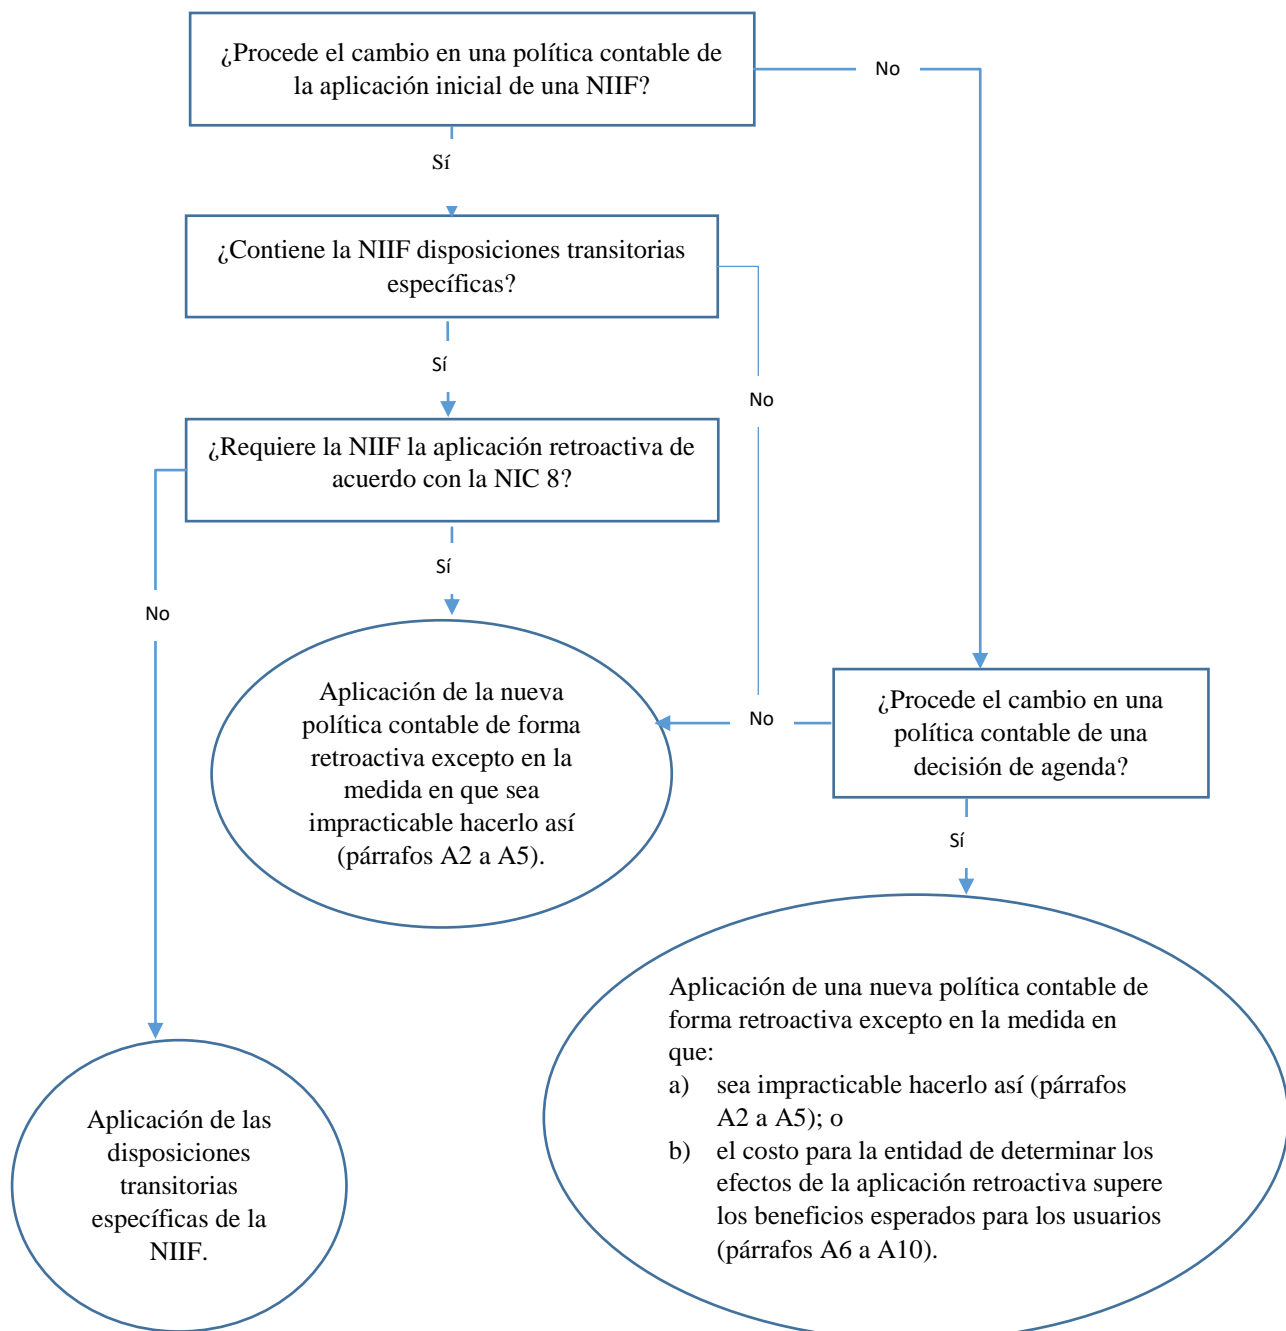 ¿Procede el cambio en una política contable de
la aplicación inicial de una NIIF?
No
Sí
¿Contiene la NIIF disposiciones transitorias
específicas?
Sí
No
¿Requiere la NIIF la aplicación retroactiva de
acuerdo con la NIC 8?
Sí
No
Aplicación de la nueva
política contable de forma
retroactiva excepto en la
medida en que sea
impracticable hacerlo así
(párrafos A2 a A5).
No
¿Procede el cambio en una
política contable de una
decisión de agenda?
Sí
Aplicación de una nueva política contable de
forma retroactiva excepto en la medida en
que:
a) sea impracticable hacerlo así (párrafos
A2 a A5); o
b) el costo para la entidad de determinar los
efectos de la aplicación retroactiva supere
los beneficios esperados para los usuarios
(párrafos A6 a A10).
Aplicación de las
disposiciones
transitorias
específicas de la
NIIF.